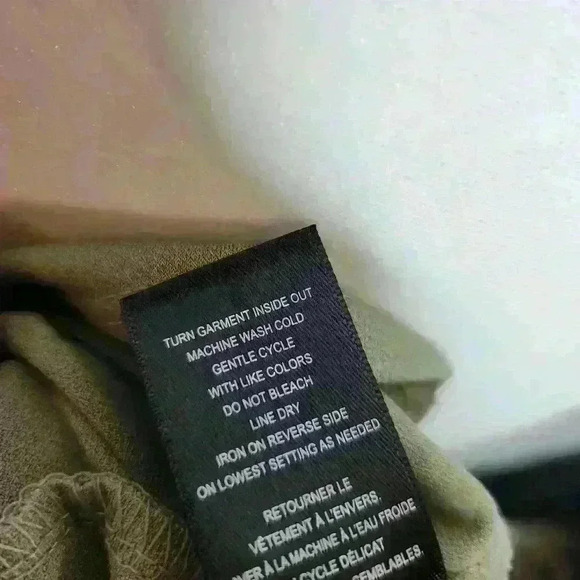 TURN GARMENT INSIDE OUT
MACHINE WASH COLD
GENTLE CYCLE
WITH LIKE COLORS
DO NOT BLEACH
LINE DRY
IRON ON REVERSE SIDE
ON LOWEST SETTING AS NEEDED
RETOURNER LE
VÊTEMENT À L'ENVERS.
À LA MACHINE À L'EAU FROIDE
CYCLE DÉLICAT